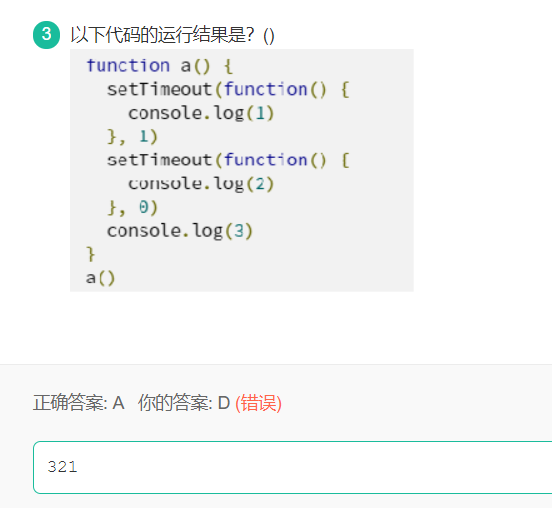 3 以下代码的运行结果是？()
function a() {
  setTimeout(function() {
    console.log(1)
  }, 1)
  setTimeout(function() {
    console.log(2)
  }, 0)
  console.log(3)
}
a()
正确答案: A 你的答案: D (错误)
321